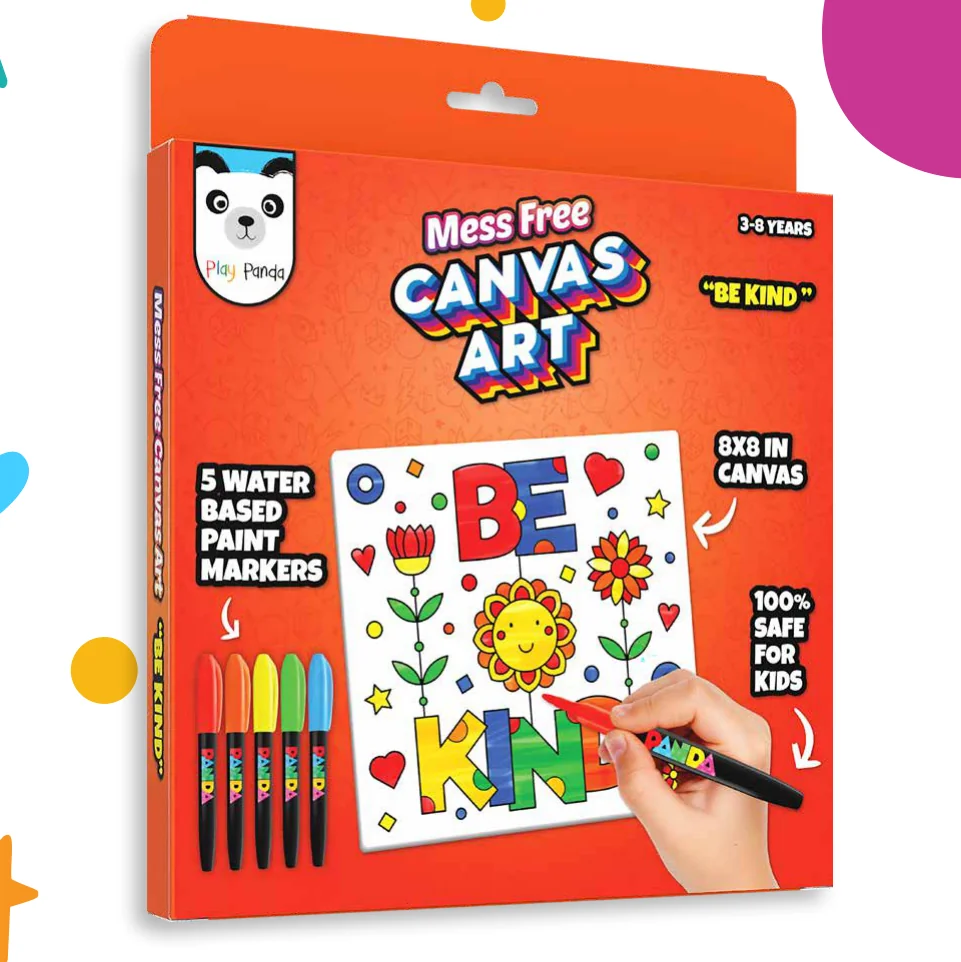 Play Panda
Mess Free
CANVAS
ART
3-8 YEARS
“BE KIND”
Mess Free Canvas Art “BE KIND”
5 WATER
BASED
PAINT
MARKERS
8X8 IN
CANVAS
100%
SAFE
FOR
KIDS
BE
KIND
PANDA
PANDA
PANDA
PANDA
PANDA
PANDA